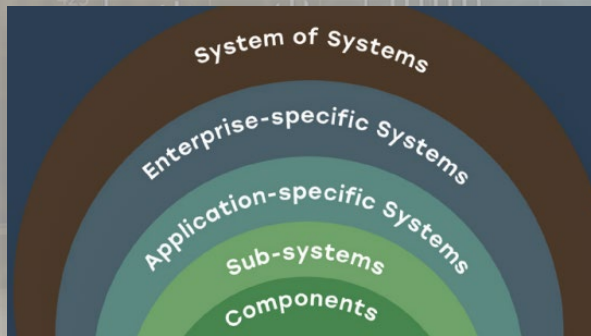 System of Systems
Enterprise-specific Systems
Application-specific Systems
Sub-systems
Components